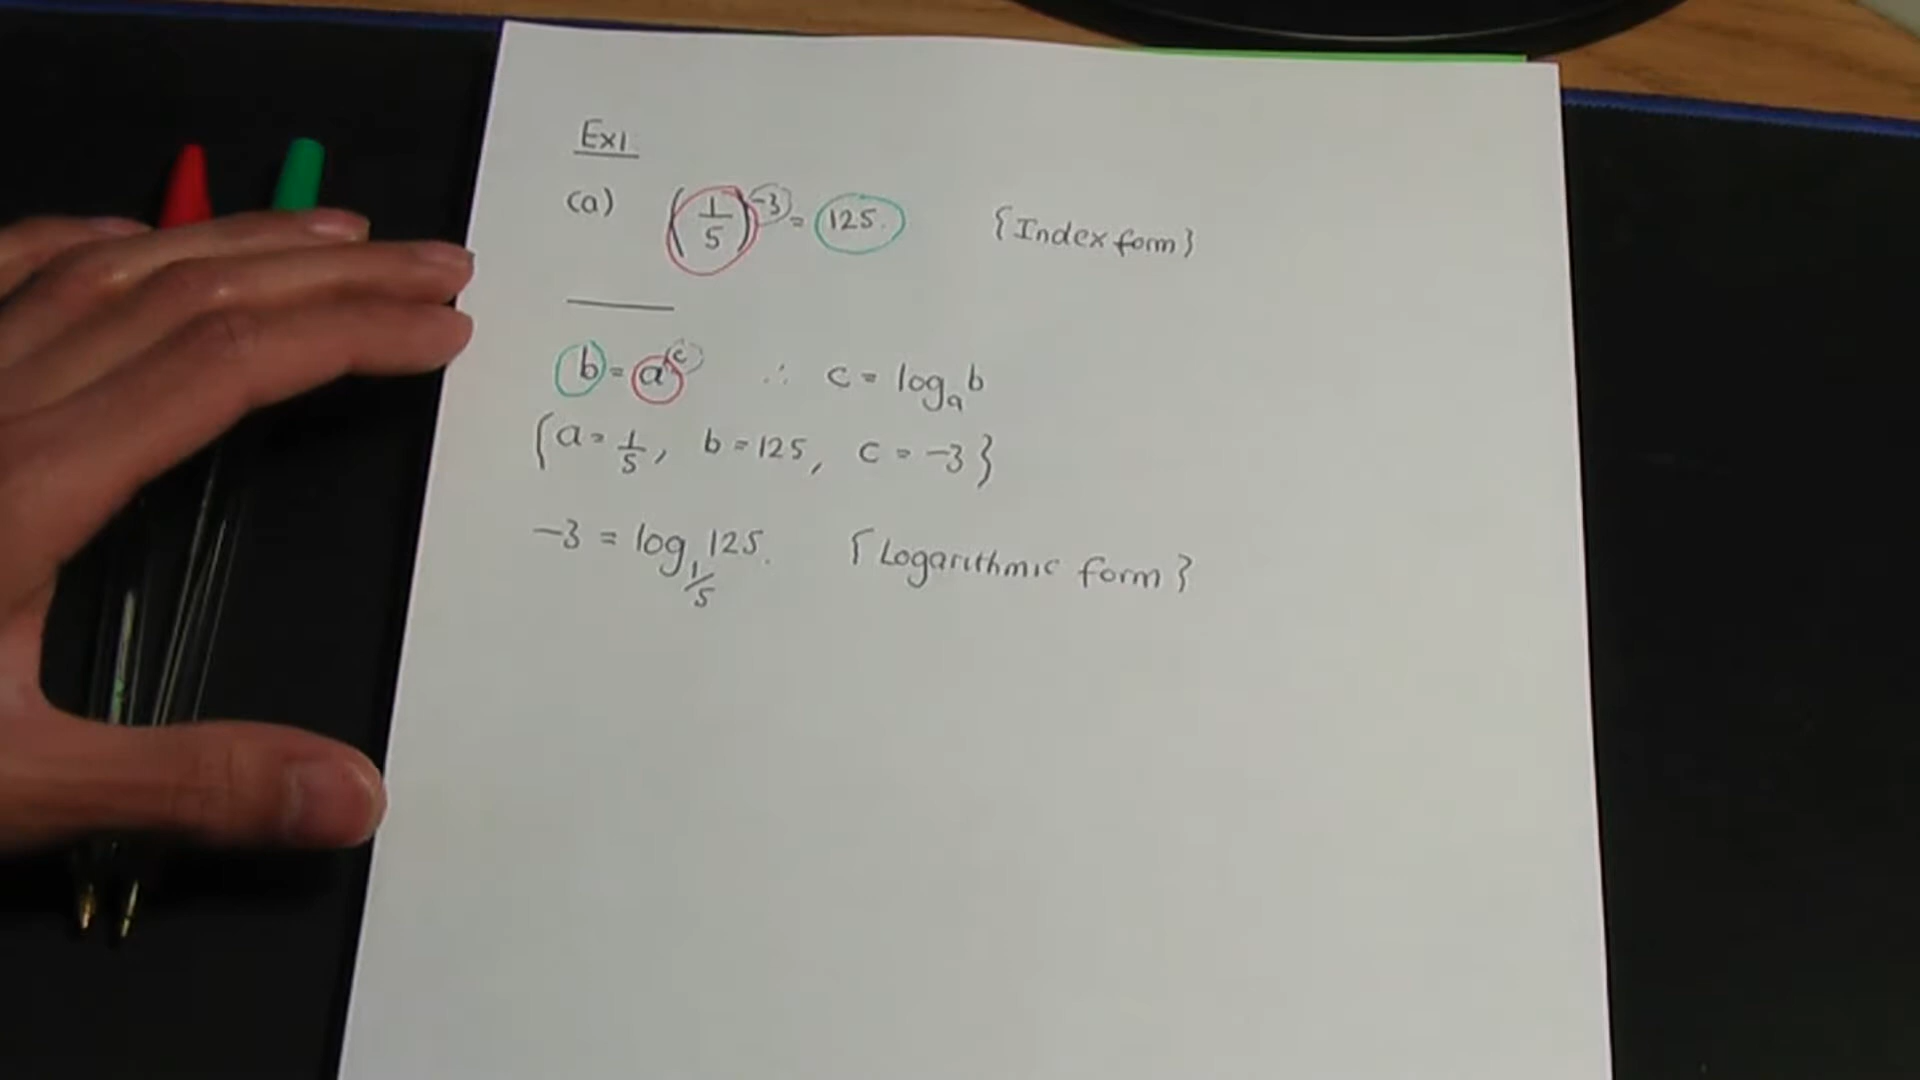 Ex1.
(a) (1/5)^-3 = 125. {Index form}
b = a^c ∴ c = log_a b
{a = 1/5, b = 125, c = -3}
-3 = log_1/5 125. {Logarithmic form}